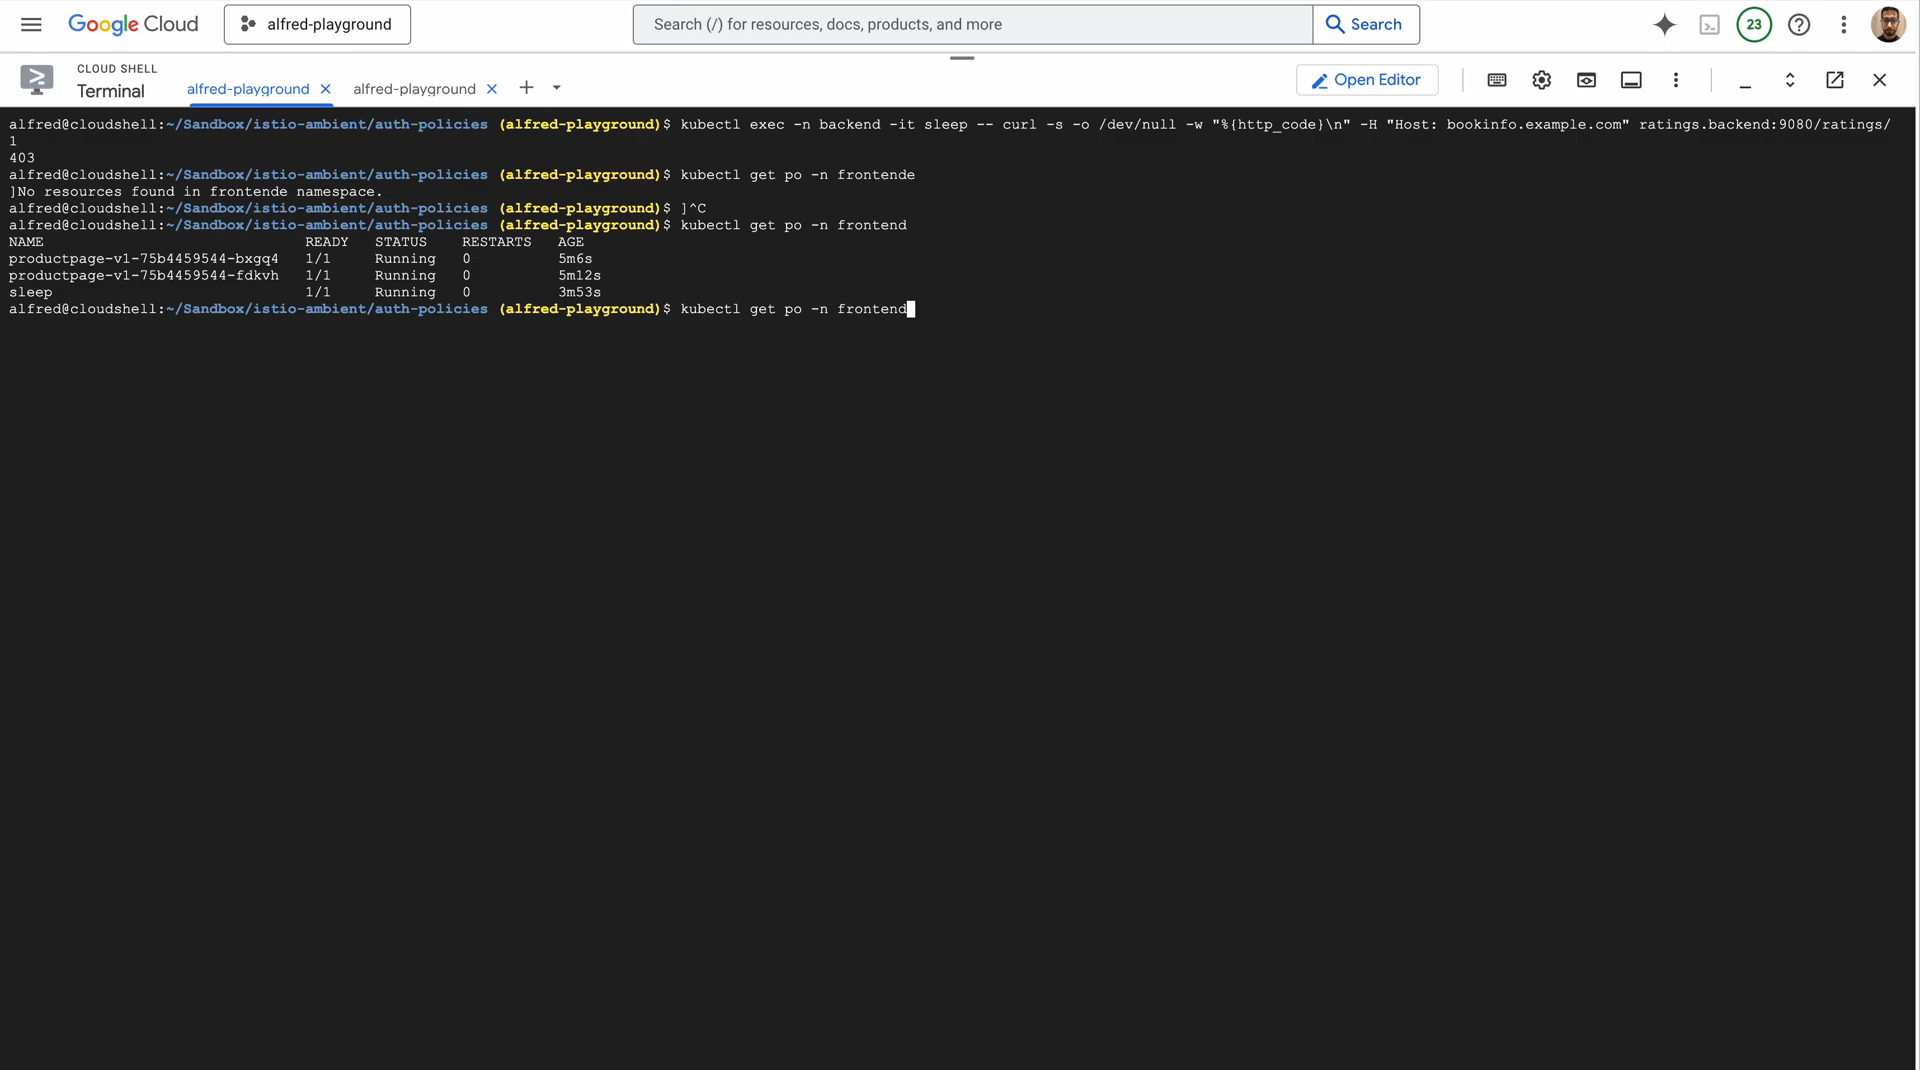 Google Cloud
alfred-playground
Search (/) for resources, docs, products, and more
Search
23
CLOUD SHELL
Terminal
alfred-playground
alfred-playground
Open Editor
alfred@cloudshell:~/Sandbox/istio-ambient/auth-policies (alfred-playground)$ kubectl exec -n backend -it sleep -- curl -s -o /dev/null -w "%{http_code}\n" -H "Host: bookinfo.example.com" ratings.backend:9080/ratings/
1
403
alfred@cloudshell:~/Sandbox/istio-ambient/auth-policies (alfred-playground)$ kubectl get po -n frontende
]No resources found in frontende namespace.
alfred@cloudshell:~/Sandbox/istio-ambient/auth-policies (alfred-playground)$ ]^C
alfred@cloudshell:~/Sandbox/istio-ambient/auth-policies (alfred-playground)$ kubectl get po -n frontend
NAME READY STATUS RESTARTS AGE
productpage-v1-75b4459544-bxgq4 1/1 Running 0 5m6s
productpage-v1-75b4459544-fdkvh 1/1 Running 0 5m12s
sleep 1/1 Running 0 3m53s
alfred@cloudshell:~/Sandbox/istio-ambient/auth-policies (alfred-playground)$ kubectl get po -n frontend